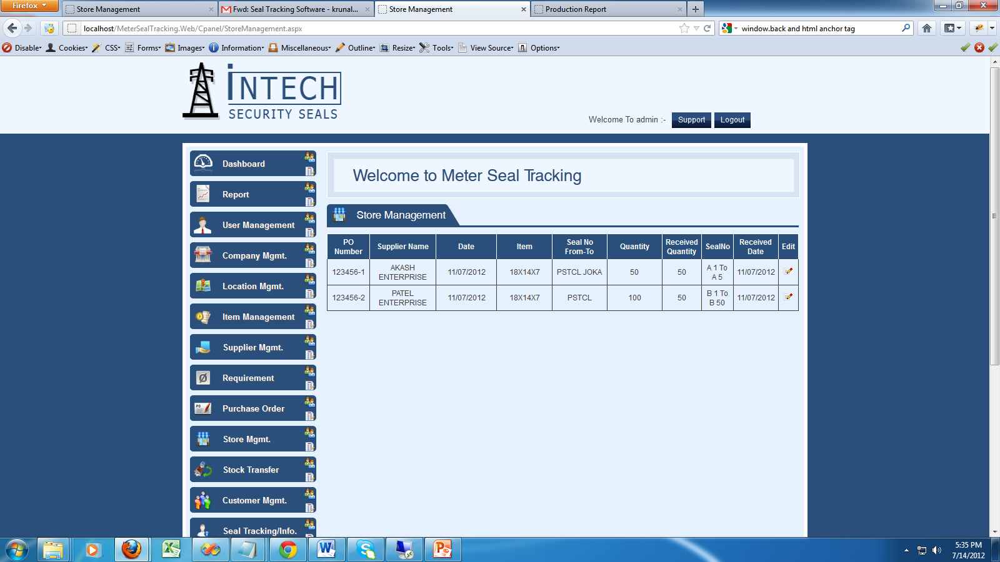 Firefox
Store Management
Fwd: Seal Tracking Software - krunal...
Store Management
Production Report
localhost/MeterSealTracking.Web/Cpanel/StoreManagement.aspx
window.back and html anchor tag
Disable Cookies CSS Forms Images Information Miscellaneous Outline Resize Tools View Source Options
iNTECH
SECURITY SEALS
Welcome To admin :- Support Logout
Dashboard
Report
User Management
Company Mgmt.
Location Mgmt.
Item Management
Supplier Mgmt.
Requirement
Purchase Order
Store Mgmt.
Stock Transfer
Customer Mgmt.
Seal Tracking/Info.
Welcome to Meter Seal Tracking
Store Management
PO Number Supplier Name Date Item Seal No From-To Quantity Received Quantity SealNo Received Date Edit
123456-1 AKASH ENTERPRISE 11/07/2012 18X14X7 PSTCL JOKA 50 50 A 1 To A 5 11/07/2012
123456-2 PATEL ENTERPRISE 11/07/2012 18X14X7 PSTCL 100 50 B 1 To B 50 11/07/2012
5:35 PM
7/14/2012